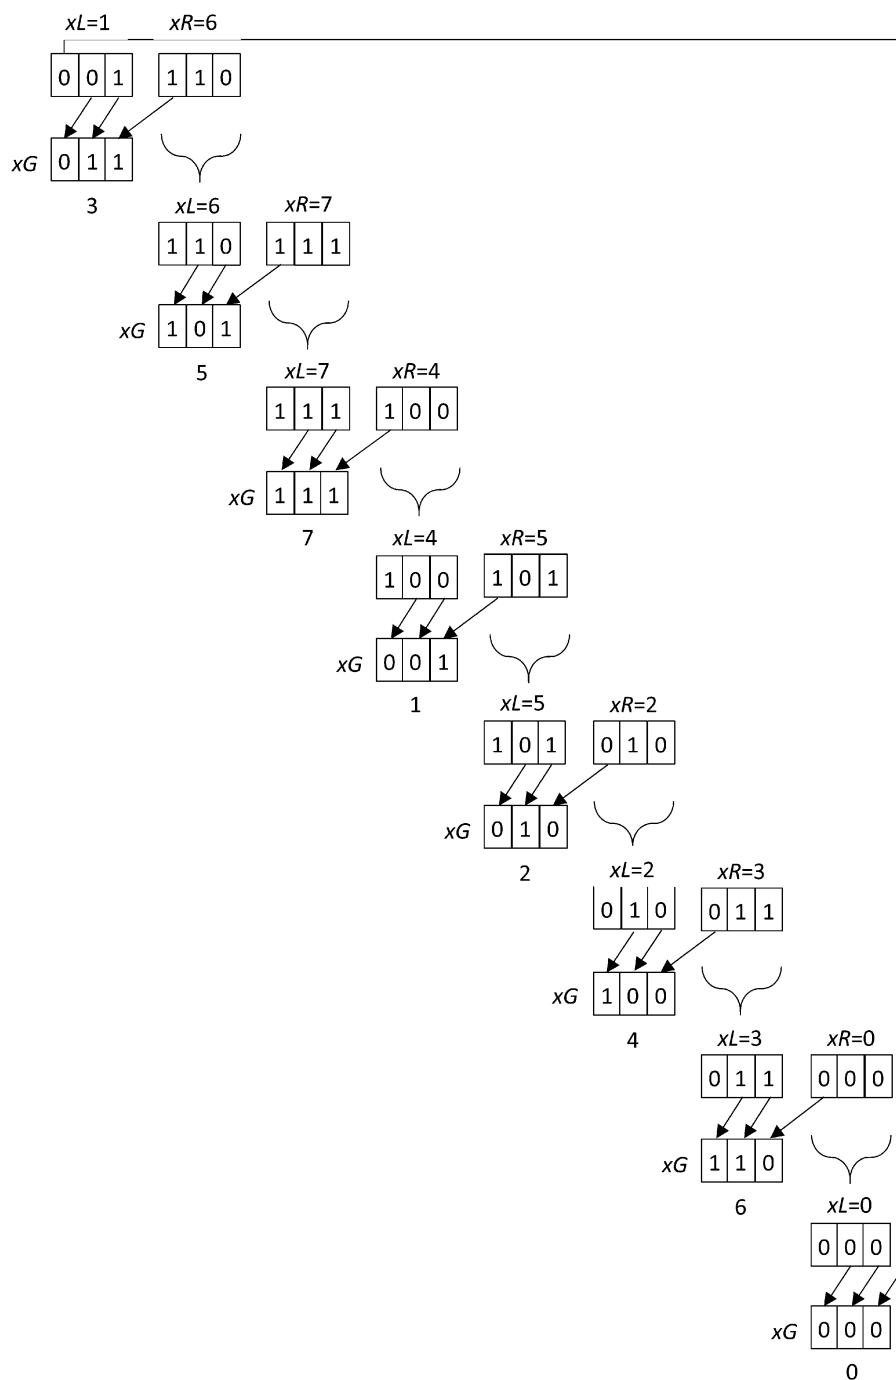 xL=1 xR=6
0 0 1 1 1 0
xG 0 1 1
3
xL=6 xR=7
1 1 0 1 1 1
xG 1 0 1
5
xL=7 xR=4
1 1 1 1 0 0
xG 1 1 1
7
xL=4 xR=5
1 0 0 1 0 1
xG 0 0 1
1
xL=5 xR=2
1 0 1 0 1 0
xG 0 1 0
2
xL=2 xR=3
0 1 0 0 1 1
xG 1 0 0
4
xL=3 xR=0
0 1 1 0 0 0
xG 1 1 0
6
xL=0
0 0 0
xG 0 0 0
0